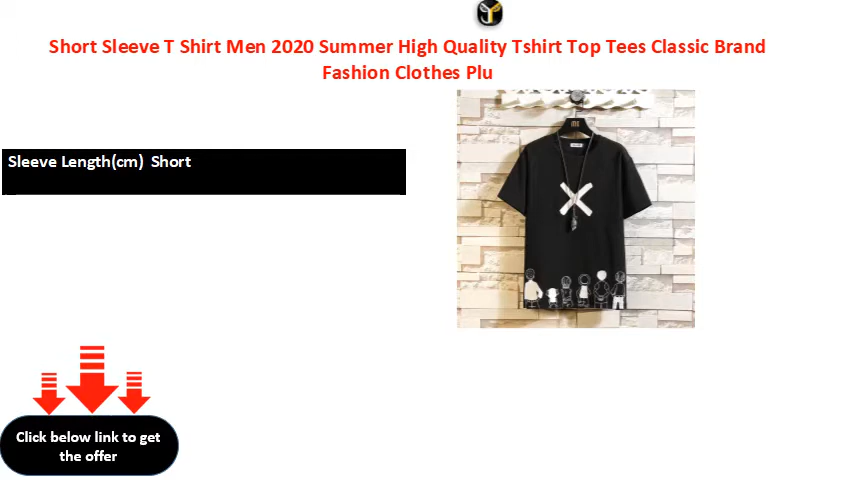 Short Sleeve T Shirt Men 2020 Summer High Quality Tshirt Top Tees Classic Brand
Fashion Clothes Plu
Sleeve Length(cm) Short
Click below link to get
the offer